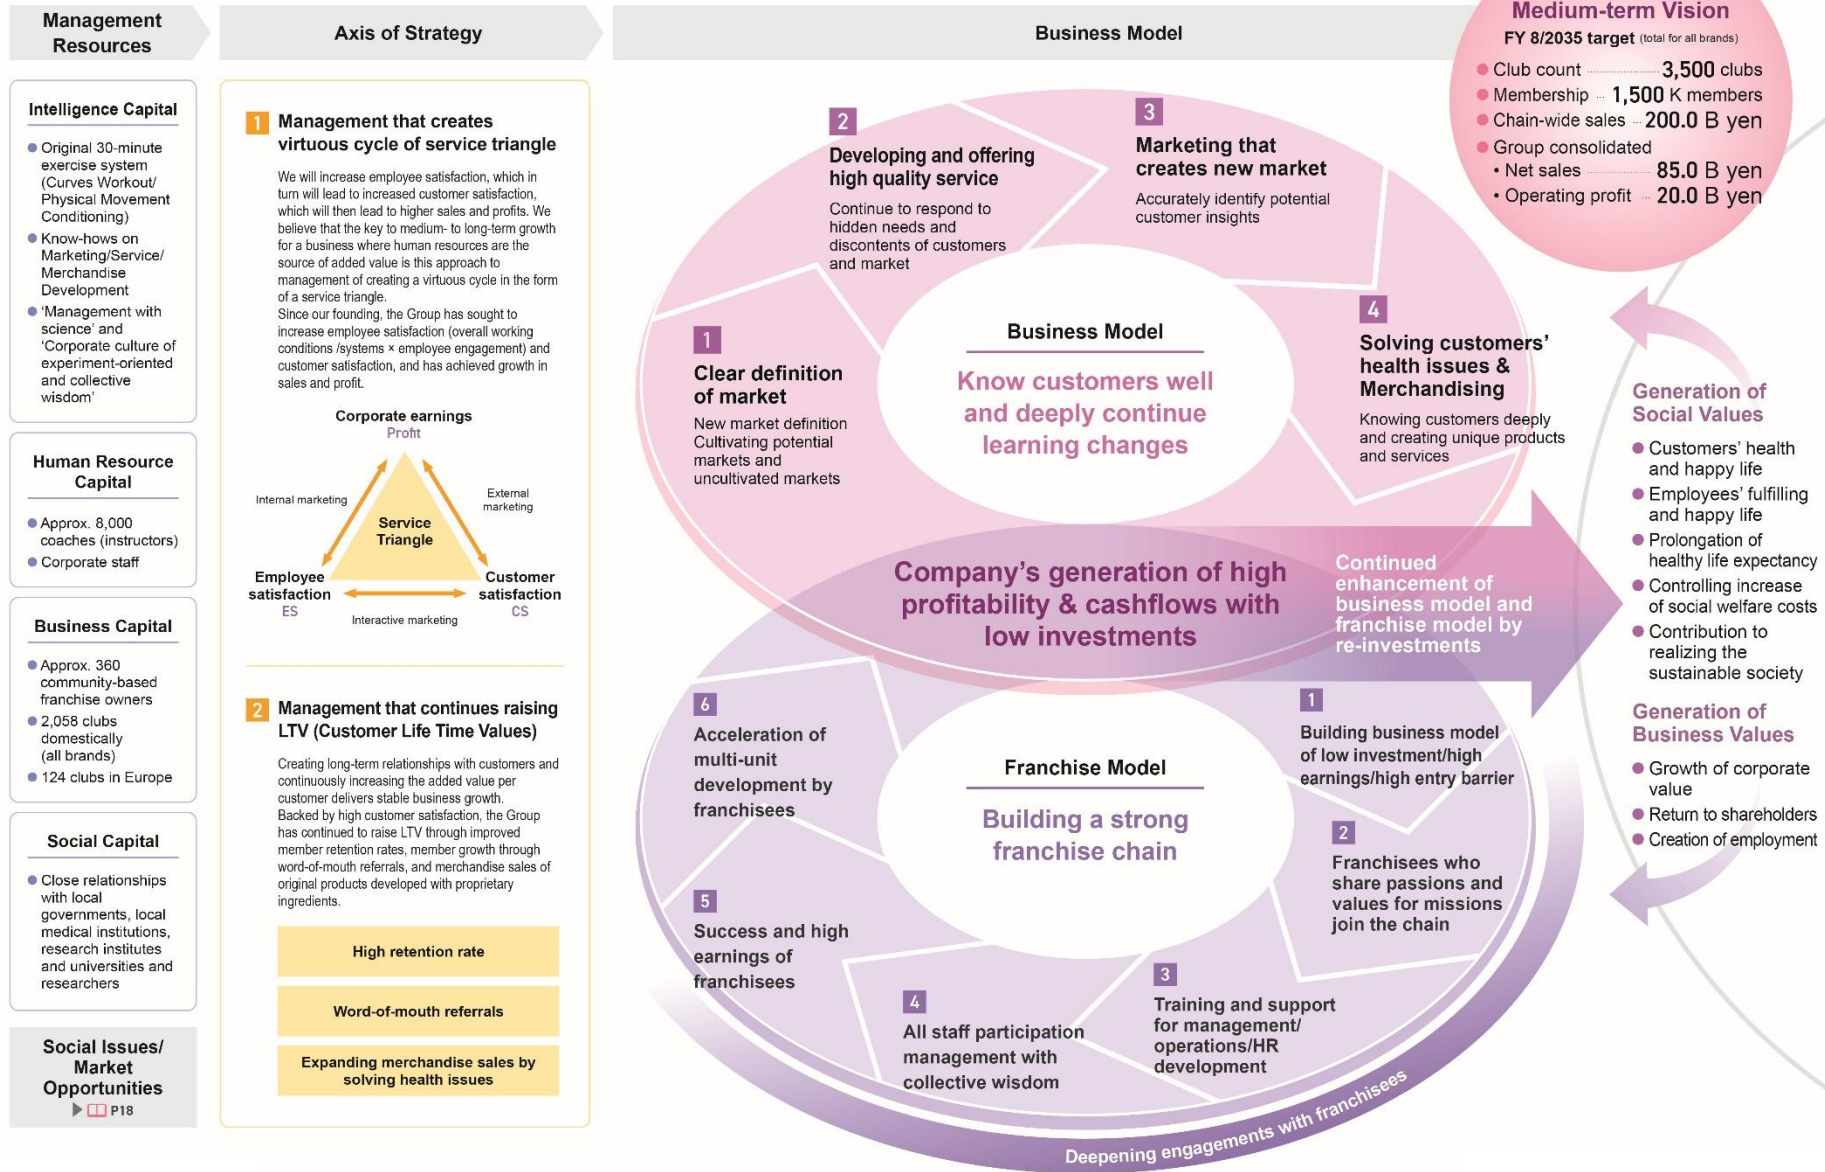 Management
Resources
Axis of Strategy
Business Model
Medium-term Vision
FY 8/2035 target (total for all brands)
Club count 3,500 clubs
Membership 1,500 K members
Chain-wide sales 200.0 B yen
Group consolidated
• Net sales 85.0 B yen
• Operating profit 20.0 B yen
Intelligence Capital
Original 30-minute
exercise system
(Curves Workout/
Physical Movement
Conditioning)
Know-hows on
Marketing/Service/
Merchandise
Development
‘Management with
science’ and
‘Corporate culture of
experiment-oriented
and collective
wisdom’
Human Resource
Capital
Approx. 8,000
coaches (instructors)
Corporate staff
Business Capital
Approx. 360
community-based
franchise owners
2,058 clubs
domestically
(all brands)
124 clubs in Europe
Social Capital
Close relationships
with local
governments, local
medical institutions,
research institutes
and universities and
researchers
Social Issues/
Market
Opportunities
P18
1 Management that creates
virtuous cycle of service triangle
We will increase employee satisfaction, which in
turn will lead to increased customer satisfaction,
which will then lead to higher sales and profits. We
believe that the key to medium- to long-term growth
for a business where human resources are the
source of added value is this approach to
management of creating a virtuous cycle in the form
of a service triangle.
Since our founding, the Group has sought to
increase employee satisfaction (overall working
conditions /systems × employee engagement) and
customer satisfaction, and has achieved growth in
sales and profit.
Corporate earnings
Profit
Internal marketing
External
marketing
Service
Triangle
Employee
satisfaction
ES
Customer
satisfaction
CS
Interactive marketing
2 Management that continues raising
LTV (Customer Life Time Values)
Creating long-term relationships with customers and
continuously increasing the added value per
customer delivers stable business growth.
Backed by high customer satisfaction, the Group
has continued to raise LTV through improved
member retention rates, member growth through
word-of-mouth referrals, and merchandise sales of
original products developed with proprietary
ingredients.
High retention rate
Word-of-mouth referrals
Expanding merchandise sales by
solving health issues
Business Model
Know customers well
and deeply continue
learning changes
1
Clear definition
of market
New market definition
Cultivating potential
markets and
uncultivated markets
2
Developing and offering
high quality service
Continue to respond to
hidden needs and
discontents of customers
and market
3
Marketing that
creates new market
Accurately identify potential
customer insights
4
Solving customers’
health issues &
Merchandising
Knowing customers deeply
and creating unique products
and services
Company’s generation of high
profitability & cashflows with
low investments
Continued
enhancement of
business model and
franchise model by
re-investments
Franchise Model
Building a strong
franchise chain
1
Building business model
of low investment/high
earnings/high entry barrier
2
Franchisees who
share passions and
values for missions
join the chain
3
Training and support
for management/
operations/HR
development
4
All staff participation
management with
collective wisdom
5
Success and high
earnings of
franchisees
6
Acceleration of
multi-unit
development by
franchisees
Deepening engagements with franchisees
Generation of
Social Values
Customers’ health
and happy life
Employees’ fulfilling
and happy life
Prolongation of
healthy life expectancy
Controlling increase
of social welfare costs
Contribution to
realizing the
sustainable society
Generation of
Business Values
Growth of corporate
value
Return to shareholders
Creation of employment